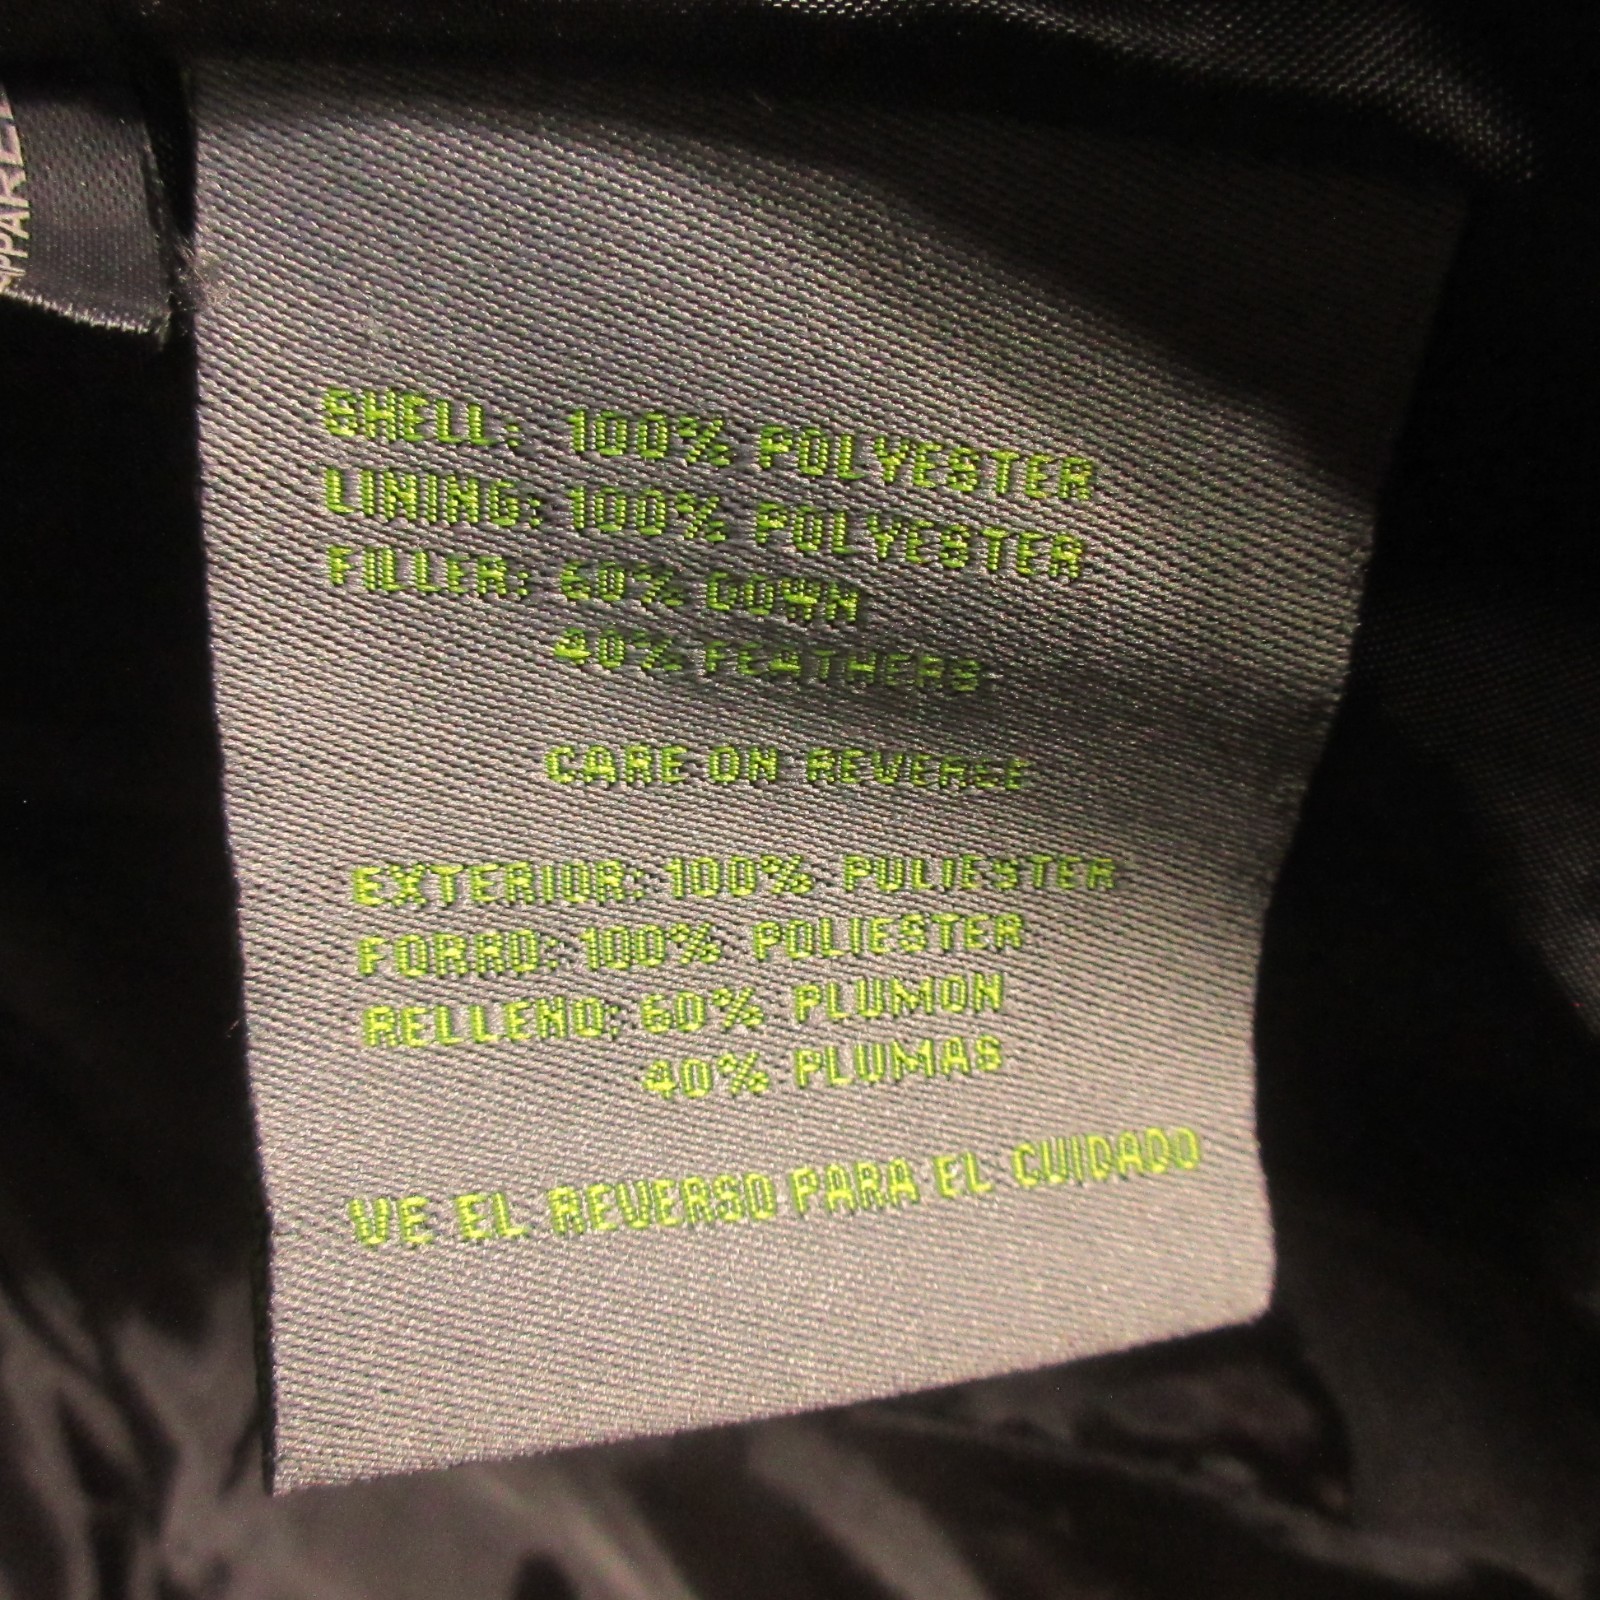 APPAREL
SHELL: 100% POLYESTER
LINING: 100% POLYESTER
FILLER: 60% DOWN
40% FEATHERS
CARE ON REVERSE
EXTERIOR: 100% POLIESTER
FORRO: 100% POLIESTER
RELLENO: 60% PLUMON
40% PLUMAS
VE EL REVERSO PARA EL CUIDADO